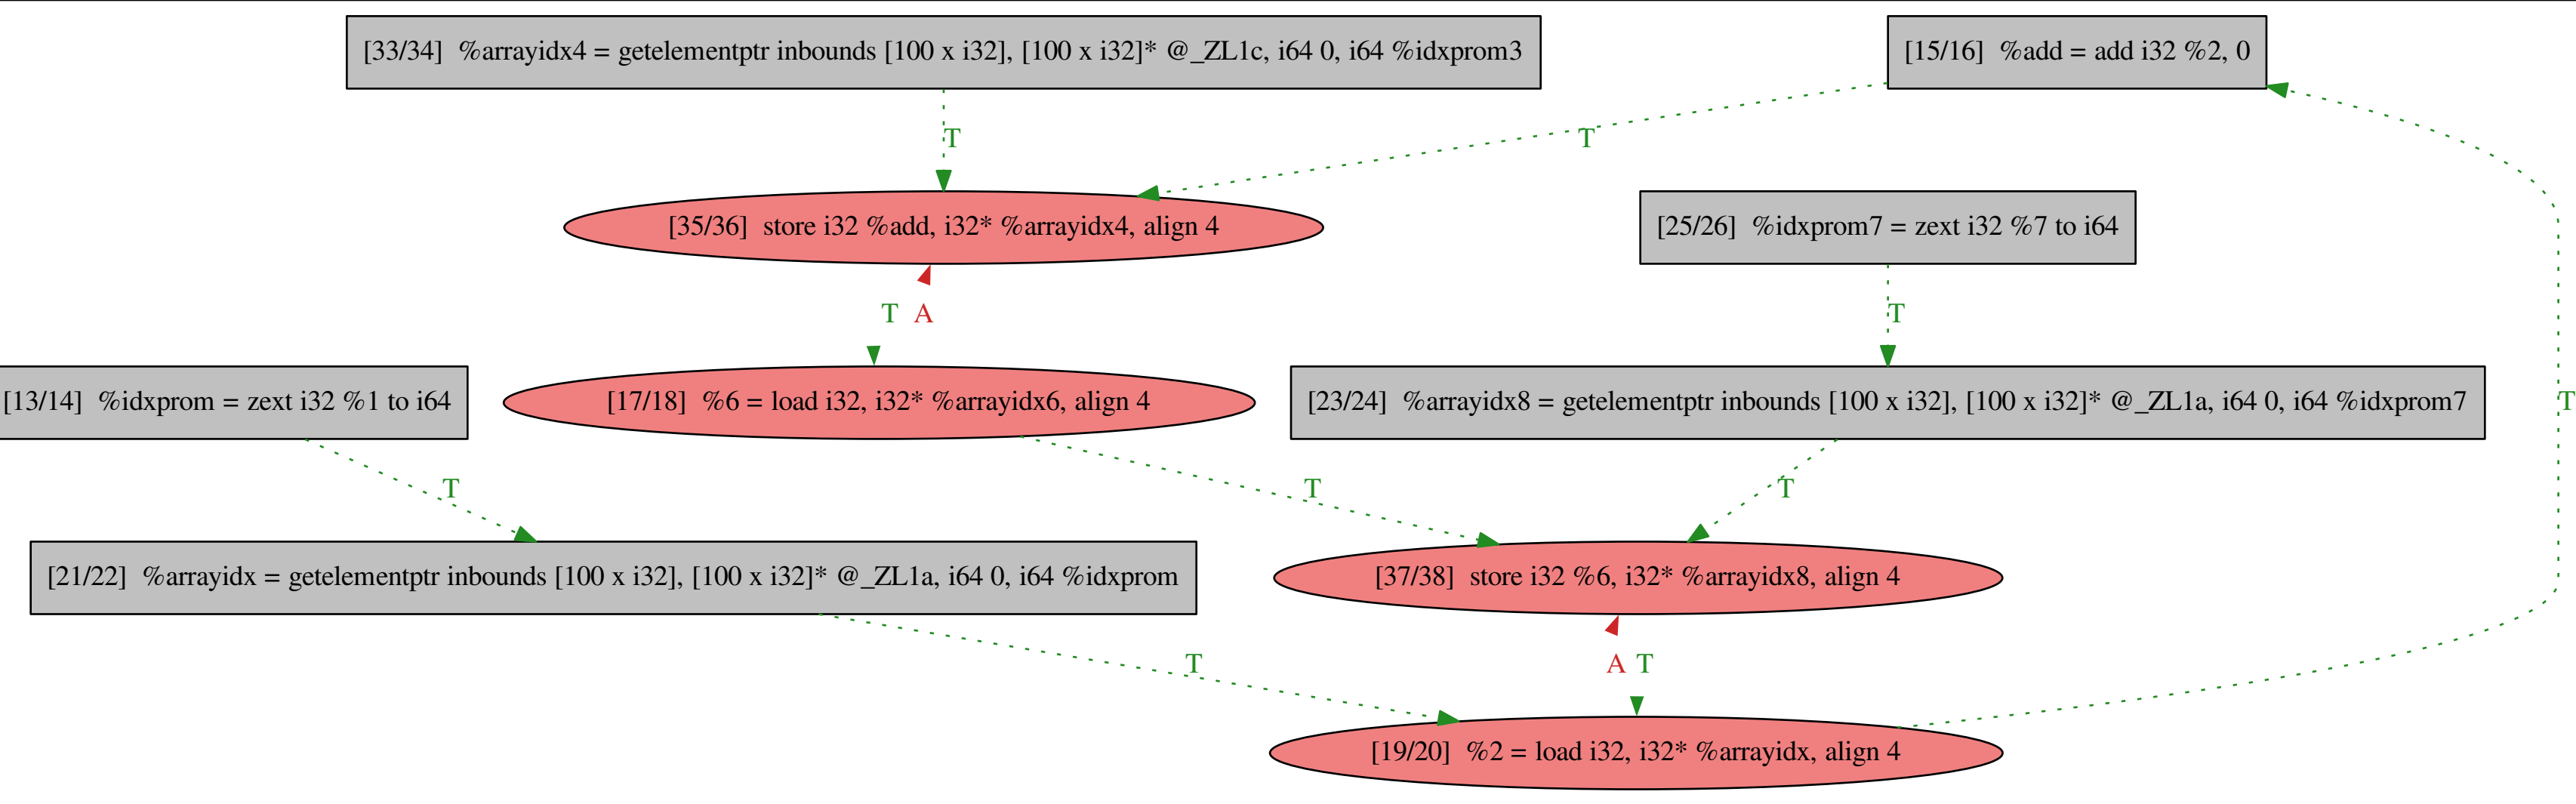 [33/34] %arrayidx4 = getelementptr inbounds [100 x i32], [100 x i32]* @_ZL1c, i64 0, i64 %idxprom3
[15/16] %add = add i32 %2, 0
T
T
[35/36] store i32 %add, i32* %arrayidx4, align 4
[25/26] %idxprom7 = zext i32 %7 to i64
T A
T
[13/14] %idxprom = zext i32 %1 to i64
[17/18] %6 = load i32, i32* %arrayidx6, align 4
[23/24] %arrayidx8 = getelementptr inbounds [100 x i32], [100 x i32]* @_ZL1a, i64 0, i64 %idxprom7
T
T
T
T
[21/22] %arrayidx = getelementptr inbounds [100 x i32], [100 x i32]* @_ZL1a, i64 0, i64 %idxprom
[37/38] store i32 %6, i32* %arrayidx8, align 4
T
A T
[19/20] %2 = load i32, i32* %arrayidx, align 4